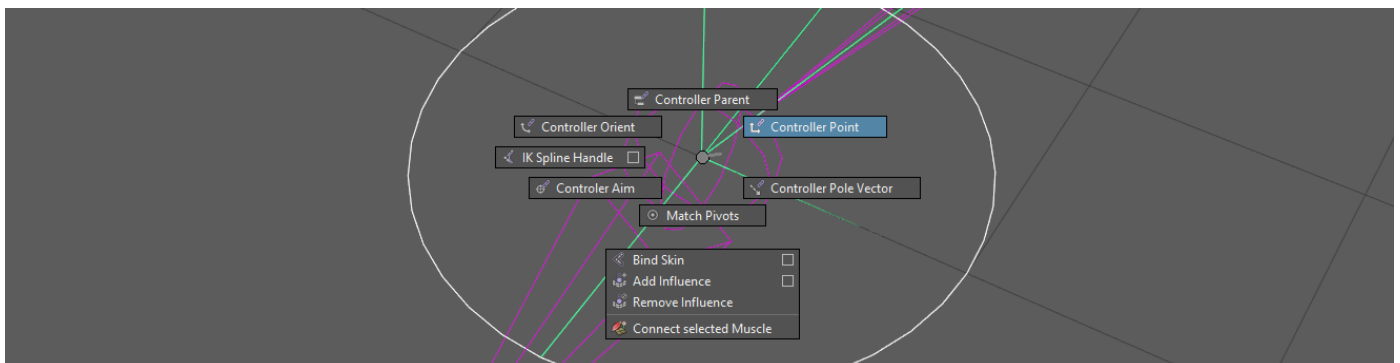 Controller Parent
Controller Orient
Controller Point
IK Spline Handle
Controler Aim
Controller Pole Vector
Match Pivots
Bind Skin
Add Influence
Remove Influence
Connect selected Muscle